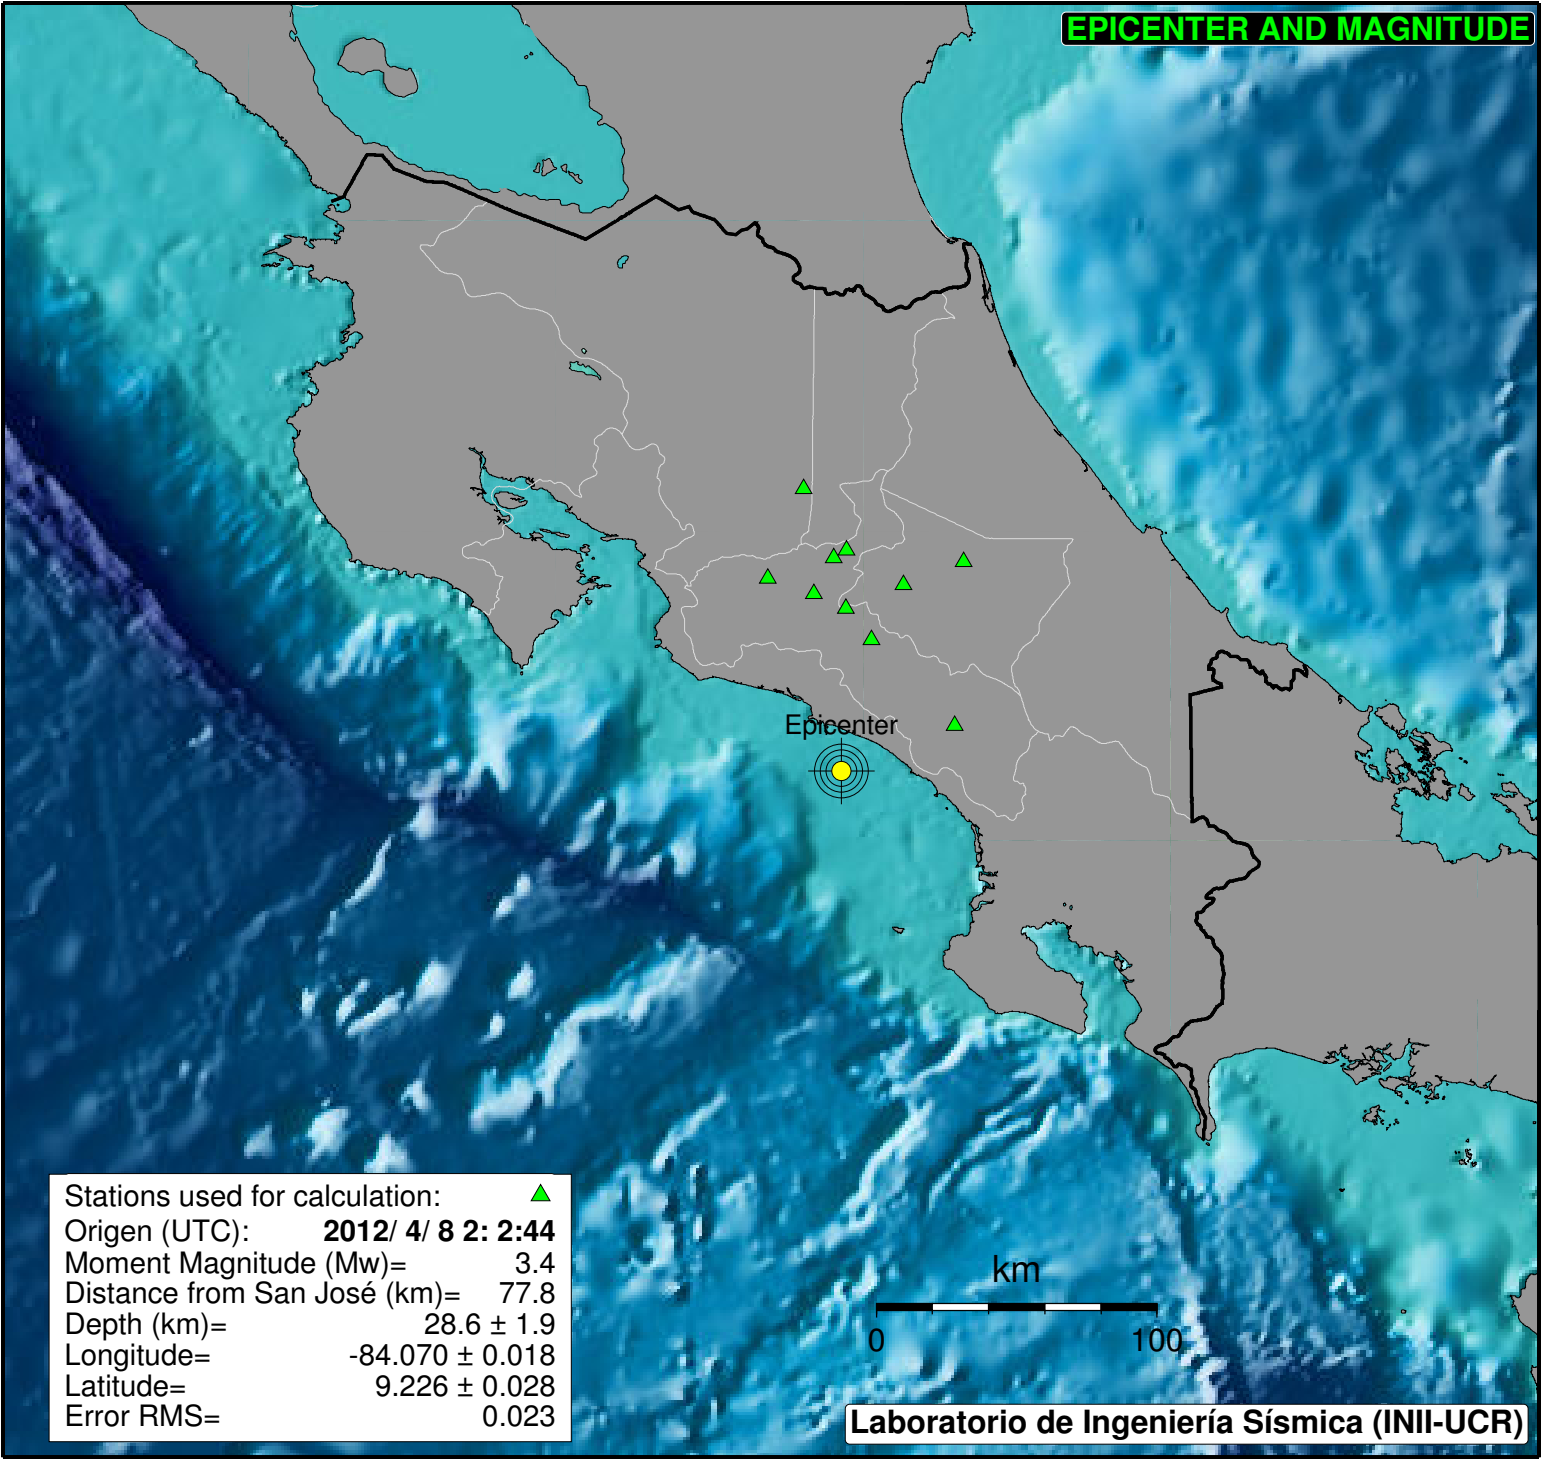 EPICENTER AND MAGNITUDE
Epicenter
Stations used for calculation:
Origen (UTC): 2012/ 4/ 8 2: 2:44
Moment Magnitude (Mw)= 3.4
Distance from San José (km)= 77.8
Depth (km)= 28.6 ± 1.9
Longitude= -84.070 ± 0.018
Latitude= 9.226 ± 0.028
Error RMS= 0.023
km
0 100
Laboratorio de Ingeniería Sísmica (INII-UCR)